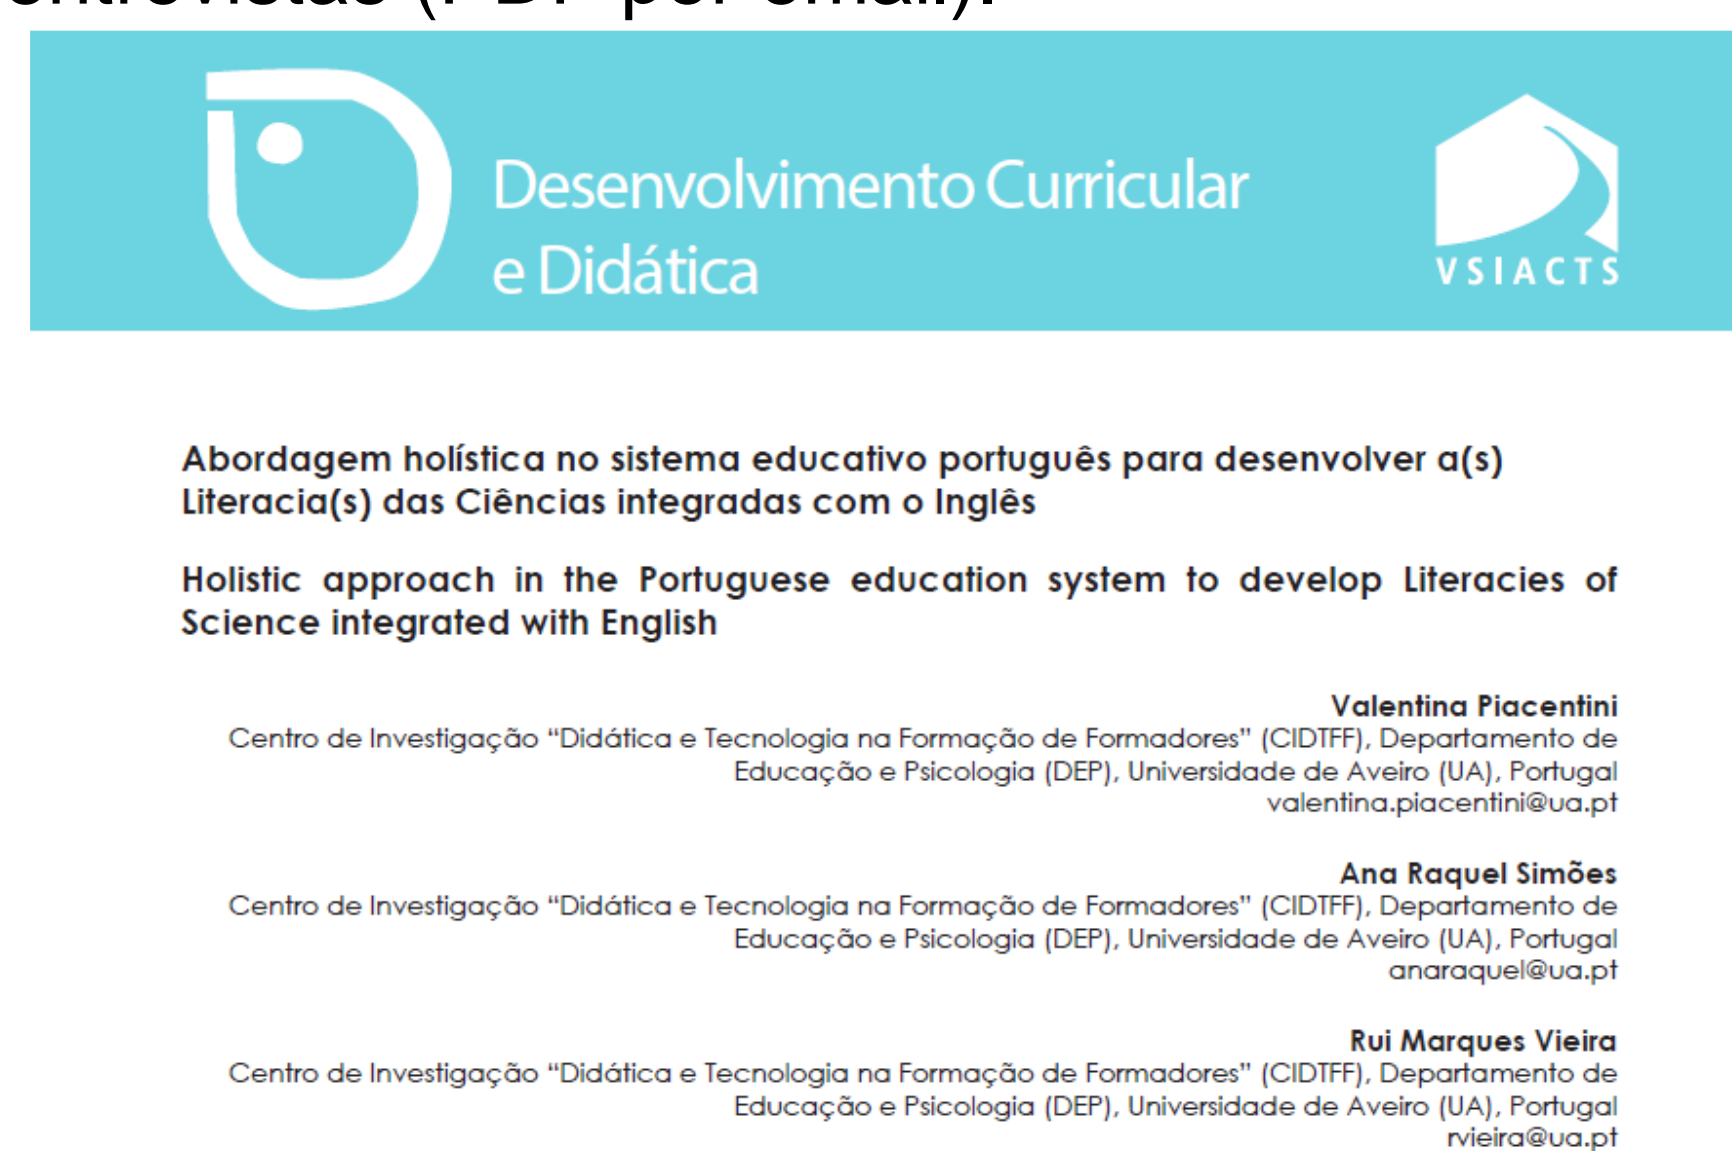 entrevistas (PDF por email).
Desenvolvimento Curricular
e Didática
VSIACTS
Abordagem holística no sistema educativo português para desenvolver a(s)
Literacia(s) das Ciências integradas com o Inglês
Holistic approach in the Portuguese education system to develop Literacies of
Science integrated with English
Valentina Piacentini
Centro de Investigação “Didática e Tecnologia na Formação de Formadores” (CIDTFF), Departamento de
Educação e Psicologia (DEP), Universidade de Aveiro (UA), Portugal
valentina.piacentini@ua.pt
Ana Raquel Simões
Centro de Investigação “Didática e Tecnologia na Formação de Formadores” (CIDTFF), Departamento de
Educação e Psicologia (DEP), Universidade de Aveiro (UA), Portugal
anaraquel@ua.pt
Rui Marques Vieira
Centro de Investigação “Didática e Tecnologia na Formação de Formadores” (CIDTFF), Departamento de
Educação e Psicologia (DEP), Universidade de Aveiro (UA), Portugal
rvieira@ua.pt